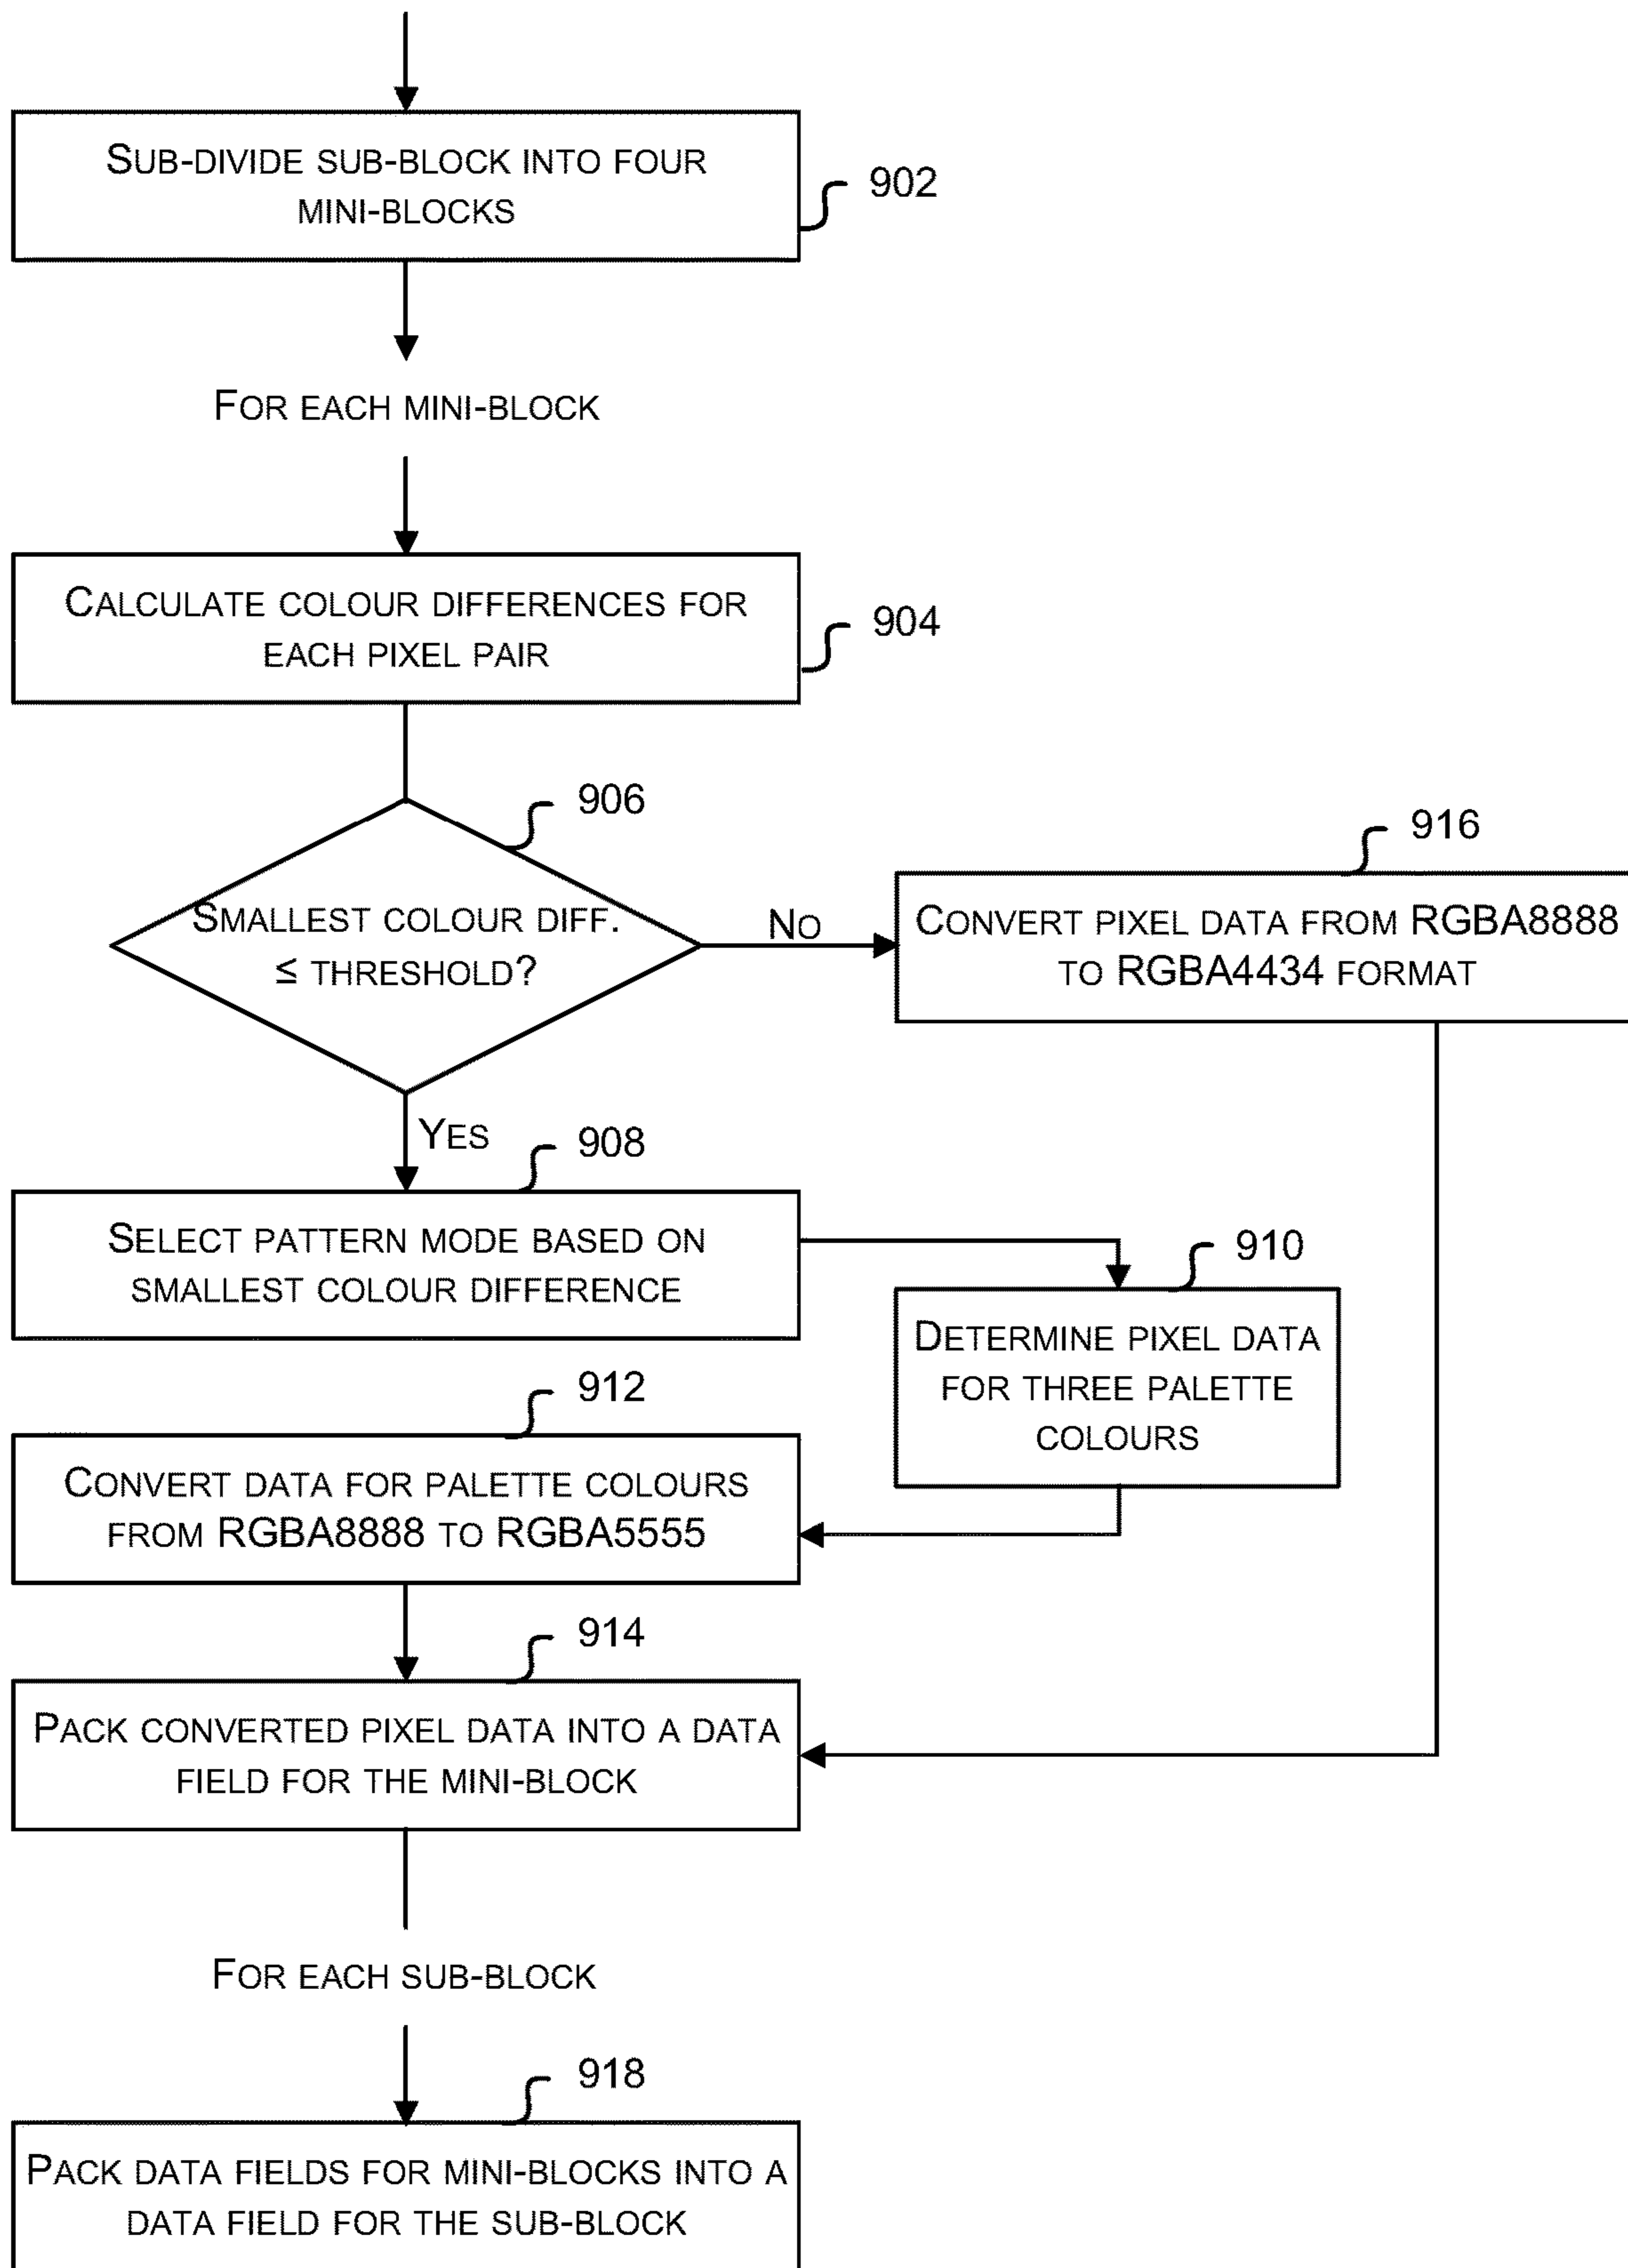 SUB-DIVIDE SUB-BLOCK INTO FOUR
MINI-BLOCKS
902
FOR EACH MINI-BLOCK
CALCULATE COLOUR DIFFERENCES FOR
EACH PIXEL PAIR
904
906
SMALLEST COLOUR DIFF.
≤ THRESHOLD?
NO
916
CONVERT PIXEL DATA FROM RGBA8888
TO RGBA4434 FORMAT
YES
908
SELECT PATTERN MODE BASED ON
SMALLEST COLOUR DIFFERENCE
910
DETERMINE PIXEL DATA
FOR THREE PALETTE
COLOURS
912
CONVERT DATA FOR PALETTE COLOURS
FROM RGBA8888 TO RGBA5555
914
PACK CONVERTED PIXEL DATA INTO A DATA
FIELD FOR THE MINI-BLOCK
FOR EACH SUB-BLOCK
918
PACK DATA FIELDS FOR MINI-BLOCKS INTO A
DATA FIELD FOR THE SUB-BLOCK